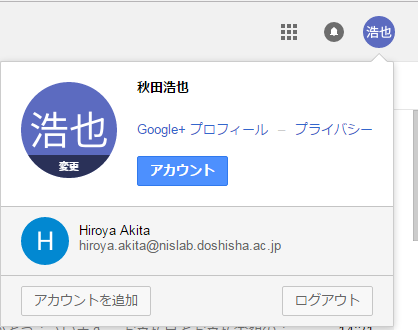 浩也
秋田浩也
浩也
Google+ プロフィール – プライバシー
変更
アカウント
H
Hiroya Akita
hiroya.akita@nislab.doshisha.ac.jp
アカウントを追加 ログアウト